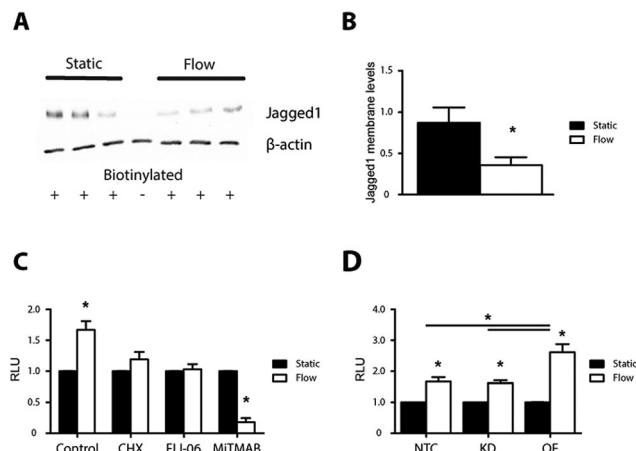 A
Static Flow
Jagged1
β-actin
Biotinylated
+ + + - + + +
B
Jagged1 membrane levels
1.5
1.0
0.5
0
*
Static
Flow
C
RLU
2.0
1.5
1.0
0.5
0
* *
Control CHX ELI-06 MiTMAB
Static
Flow
D
RLU
4.0
3.0
2.0
1.0
0
*
* * *
NTC KD OE
Static
Flow